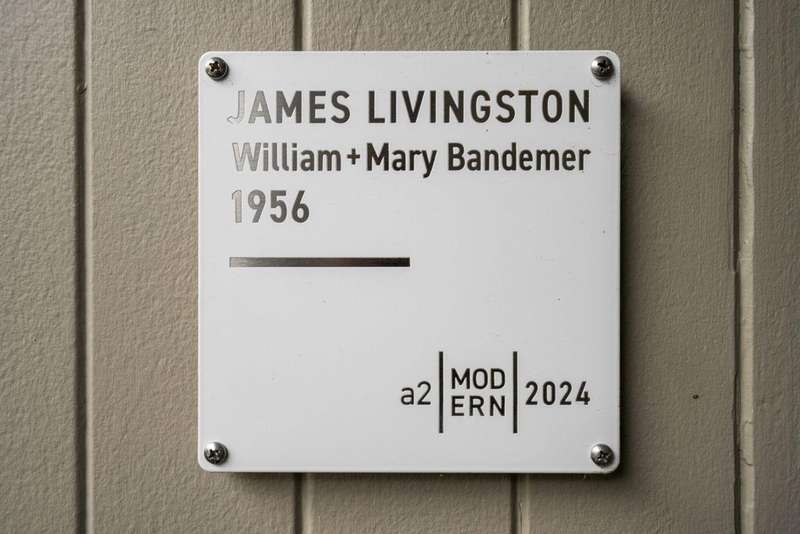 JAMES LIVINGSTON
William+Mary Bandemer
1956
a2 | MOD ERN | 2024